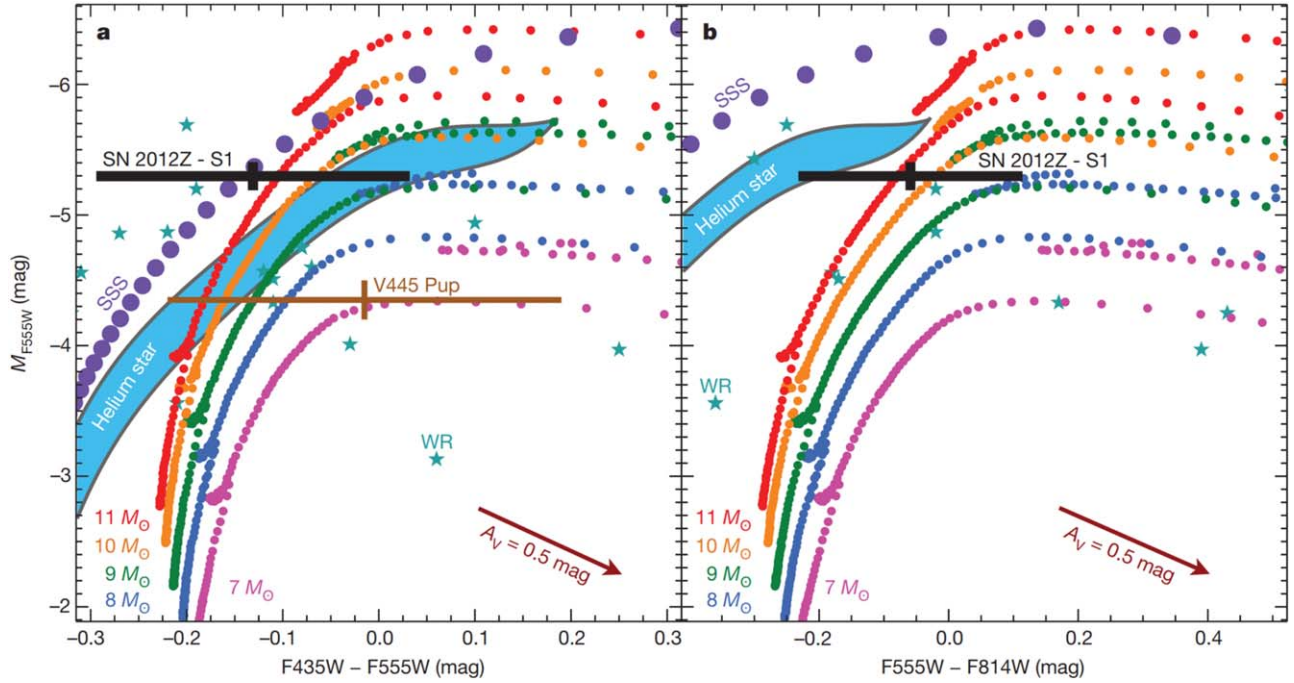 a
b
SSS
SSS
SN 2012Z - S1
SN 2012Z - S1
Helium star
Helium star
V445 Pup
WR
WR
11 M☉
10 M☉
9 M☉
8 M☉
7 M☉
A_V = 0.5 mag
11 M☉
10 M☉
9 M☉
8 M☉
7 M☉
A_V = 0.5 mag
M_F555W (mag)
–6
–5
–4
–3
–2
–0.3 –0.2 –0.1 0.0 0.1 0.2 0.3
–0.2 0.0 0.2 0.4
F435W – F555W (mag)
F555W – F814W (mag)